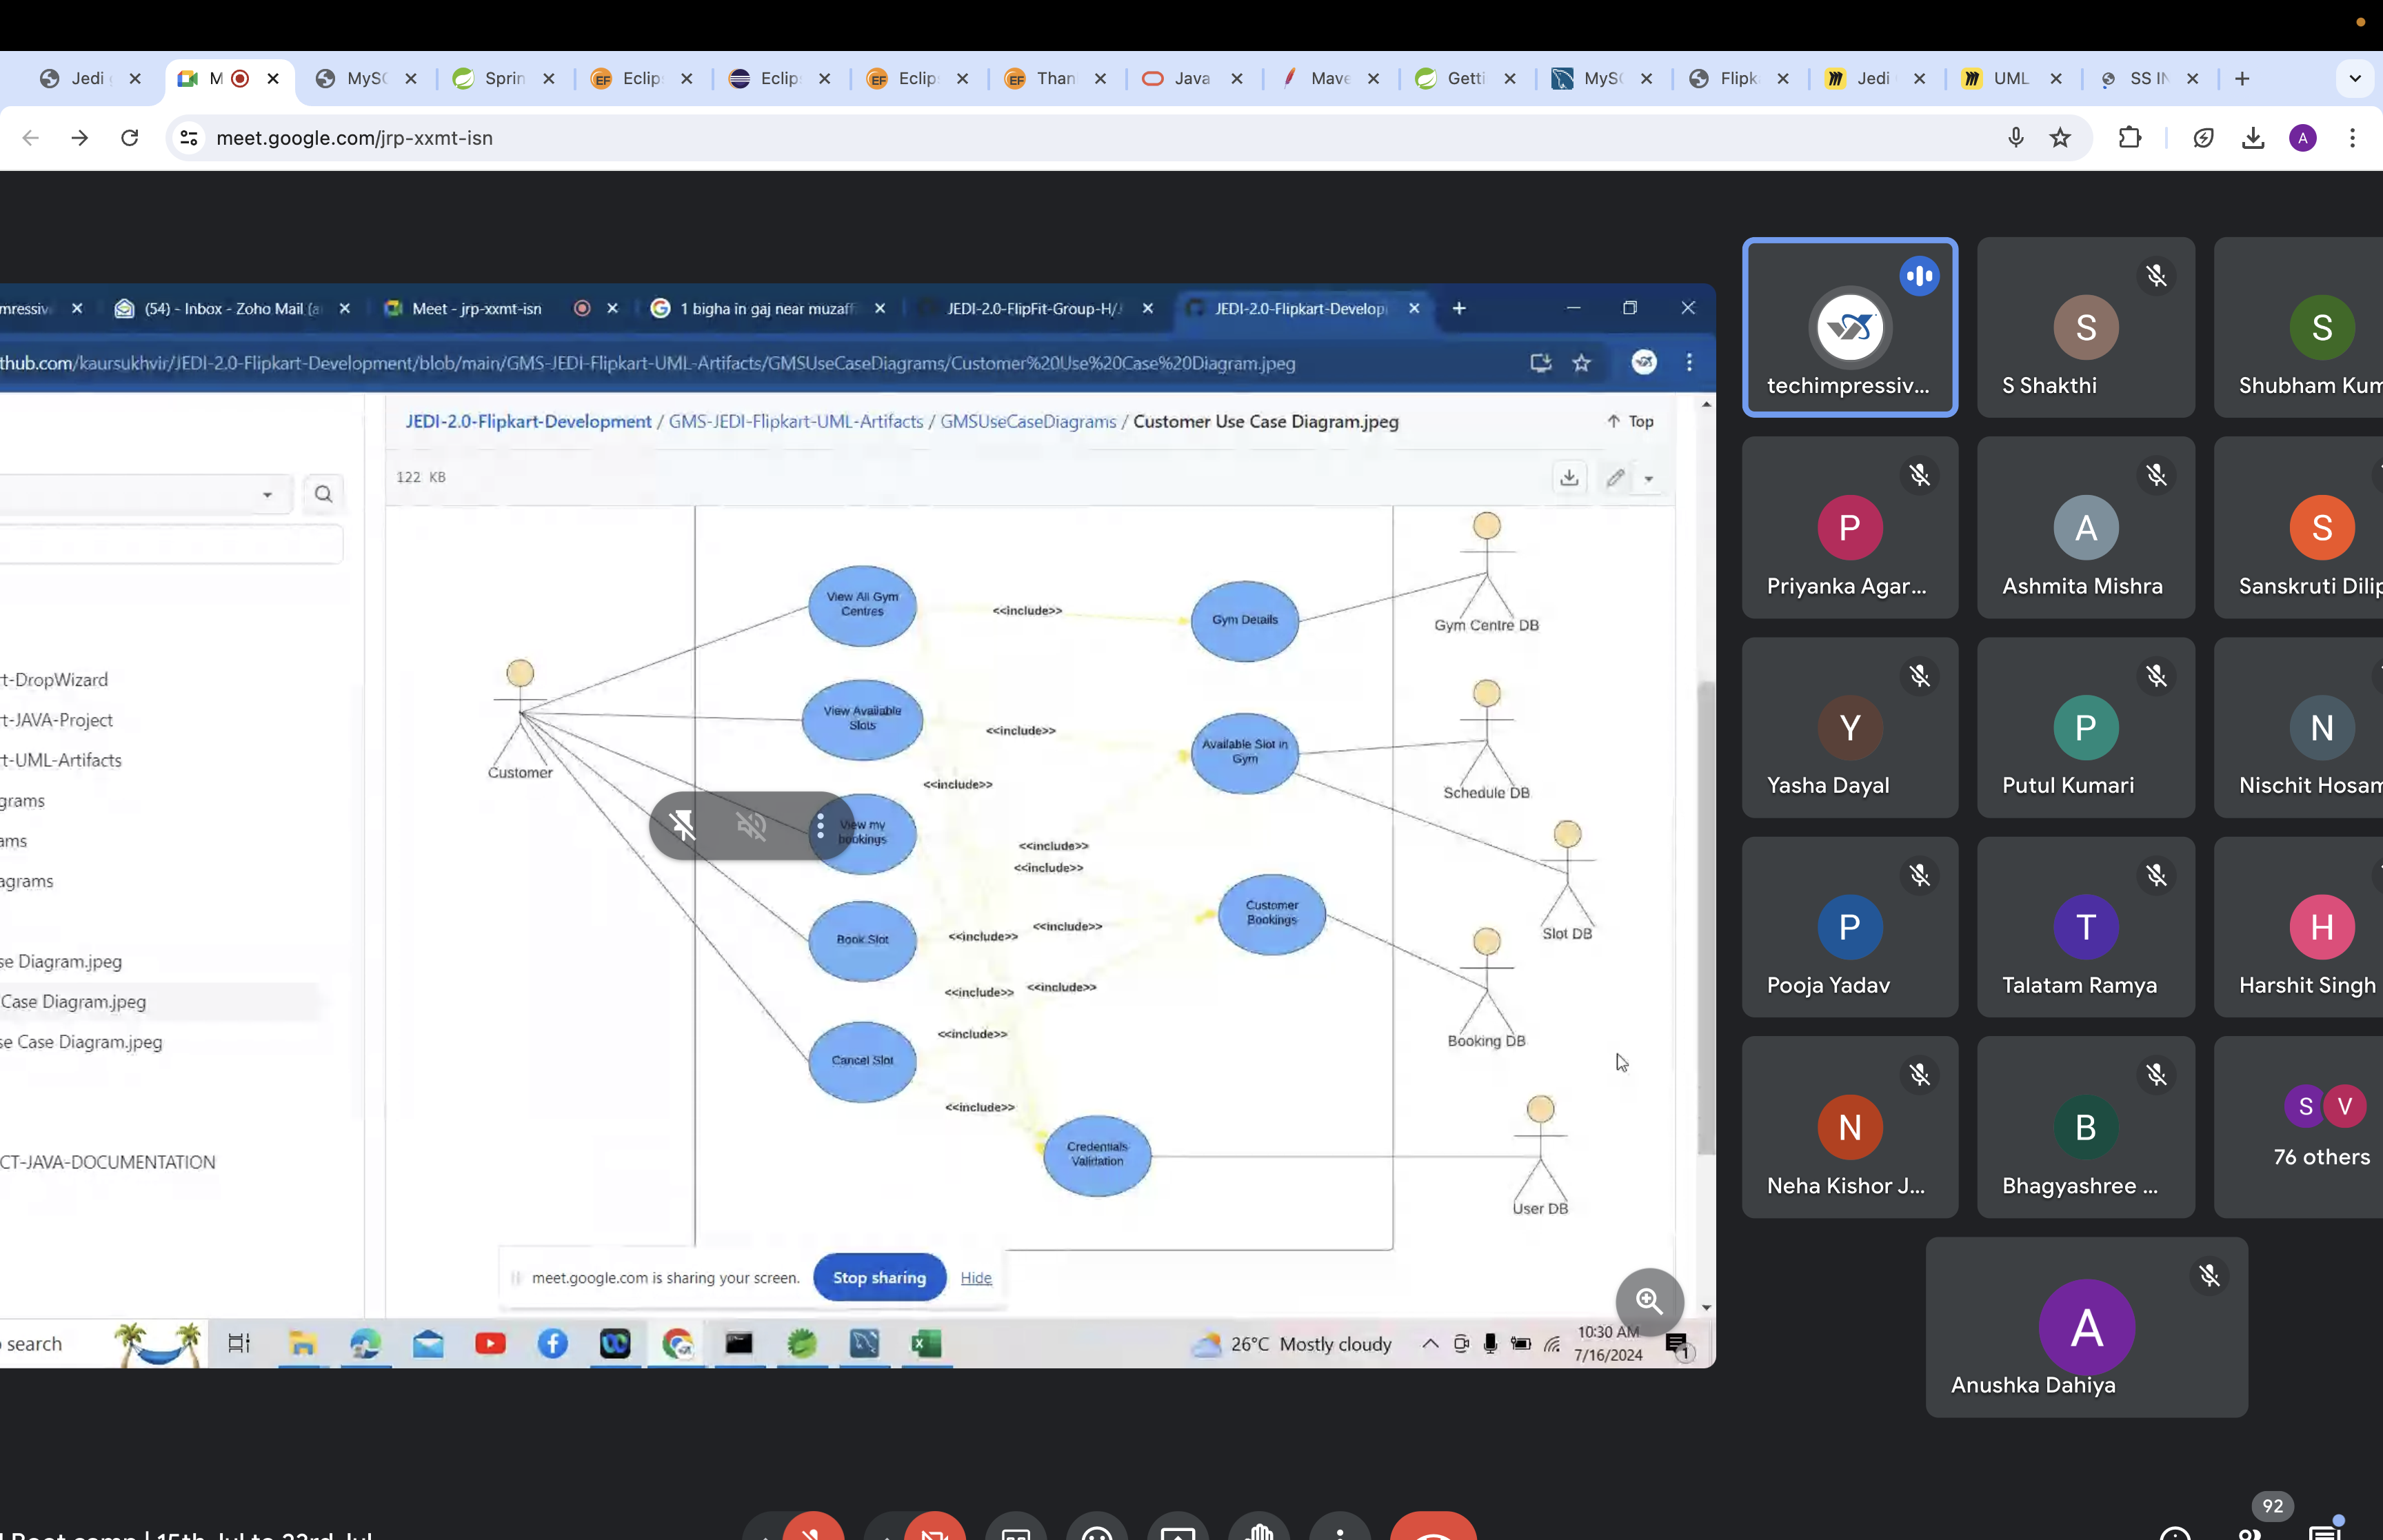 Jedi
M
MySQ
Sprin
Eclip
Eclip
Eclip
Than
Java
Mave
Getti
MyS
Flipk
Jedi
UML
SS IN
meet.google.com/jrp-xxmt-isn
A
mressiv
(54) - Inbox - Zoho Mail (a
Meet - jrp-xxmt-isn
1 bigha in gaj near muzaff
JEDI-2.0-FlipFit-Group-H/
JEDI-2.0-Flipkart-Develop
thub.com/kaursukhvir/JEDI-2.0-Flipkart-Development/blob/main/GMS-JEDI-Flipkart-UML-Artifacts/GMSUseCaseDiagrams/Customer%20Use%20Case%20Diagram.jpeg
JEDI-2.0-Flipkart-Development / GMS-JEDI-Flipkart-UML-Artifacts / GMSUseCaseDiagrams / Customer Use Case Diagram.jpeg
Top
122 KB
rt-DropWizard
rt-JAVA-Project
rt-UML-Artifacts
grams
ams
agrams
se Diagram.jpeg
Case Diagram.jpeg
se Case Diagram.jpeg
CT-JAVA-DOCUMENTATION
Customer
View All Gym
Centres
View Available
Slots
View my
bookings
Book Slot
Cancel Slot
<<include>>
<<include>>
<<include>>
<<include>>
<<include>>
<<include>>
<<include>>
<<include>>
<<include>>
<<include>>
<<include>>
Gym Details
Available Slot in
Gym
Customer
Bookings
Credentials
Validation
Gym Centre DB
Schedule DB
Slot DB
Booking DB
User DB
meet.google.com is sharing your screen.
Stop sharing
Hide
search
26°C Mostly cloudy
10:30 AM
7/16/2024
1
techimpressiv...
S
S Shakthi
S
Shubham Kum
P
Priyanka Agar...
A
Ashmita Mishra
S
Sanskruti Dilip
Y
Yasha Dayal
P
Putul Kumari
N
Nischit Hosam
P
Pooja Yadav
T
Talatam Ramya
H
Harshit Singh
N
Neha Kishor J...
B
Bhagyashree ...
S V
76 others
A
Anushka Dahiya
92
Boot camp | 15th Jul to 23rd Jul